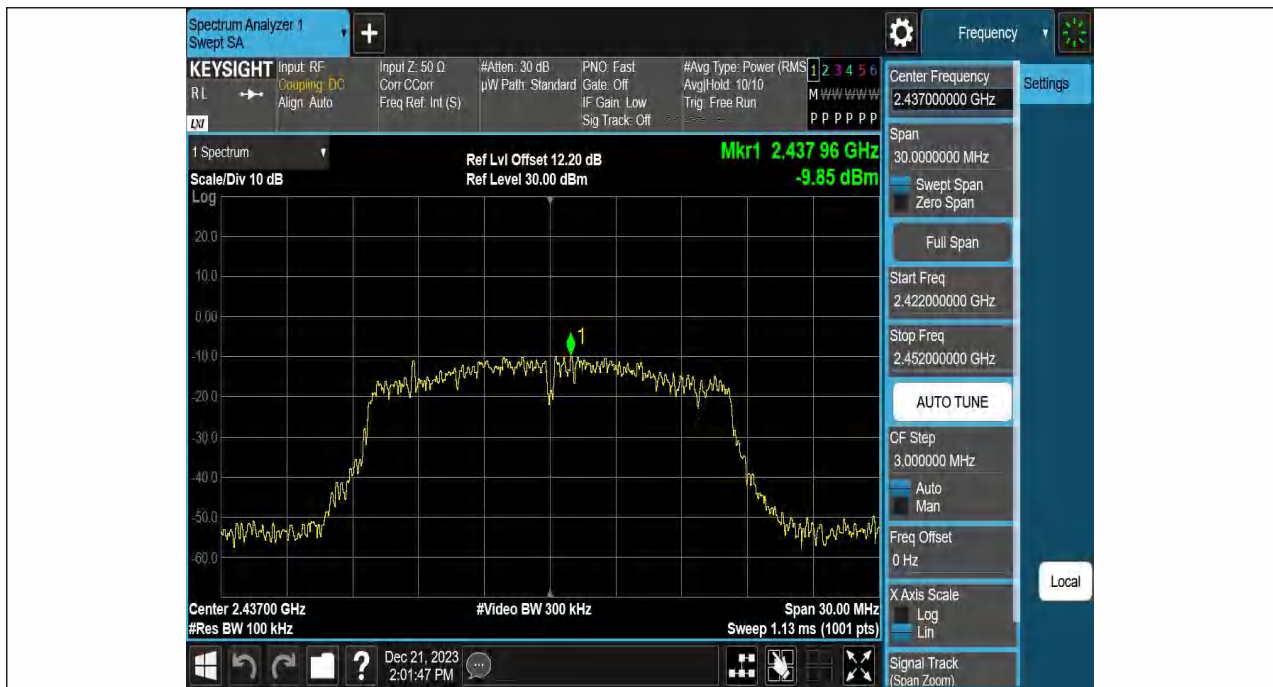 Spectrum Analyzer 1
Swept SA
+
Frequency
KEYSIGHT
RL
LXI
Input: RF
Coupling: DC
Align: Auto
Input Z: 50 Ω
Corr CCorr
Freq Ref: Int (S)
#Atten: 30 dB
µW Path: Standard
PNO: Fast
Gate: Off
IF Gain: Low
Sig Track: Off
#Avg Type: Power (RMS
Avg|Hold: 10/10
Trig: Free Run
1 2 3 4 5 6
M W W W W W
P P P P P P
1 Spectrum
Scale/Div 10 dB
Ref Lvl Offset 12.20 dB
Ref Level 30.00 dBm
Mkr1 2.437 96 GHz
-9.85 dBm
Log
20.0
10.0
0.00
-10.0
-20.0
-30.0
-40.0
-50.0
-60.0
1
Center 2.43700 GHz
#Res BW 100 kHz
#Video BW 300 kHz
Span 30.00 MHz
Sweep 1.13 ms (1001 pts)
Center Frequency
2.437000000 GHz
Settings
Span
30.0000000 MHz
Swept Span
Zero Span
Full Span
Start Freq
2.422000000 GHz
Stop Freq
2.452000000 GHz
AUTO TUNE
CF Step
3.000000 MHz
Auto
Man
Freq Offset
0 Hz
X Axis Scale
Log
Lin
Local
Signal Track
(Span Zoom)
?
Dec 21, 2023
2:01:47 PM